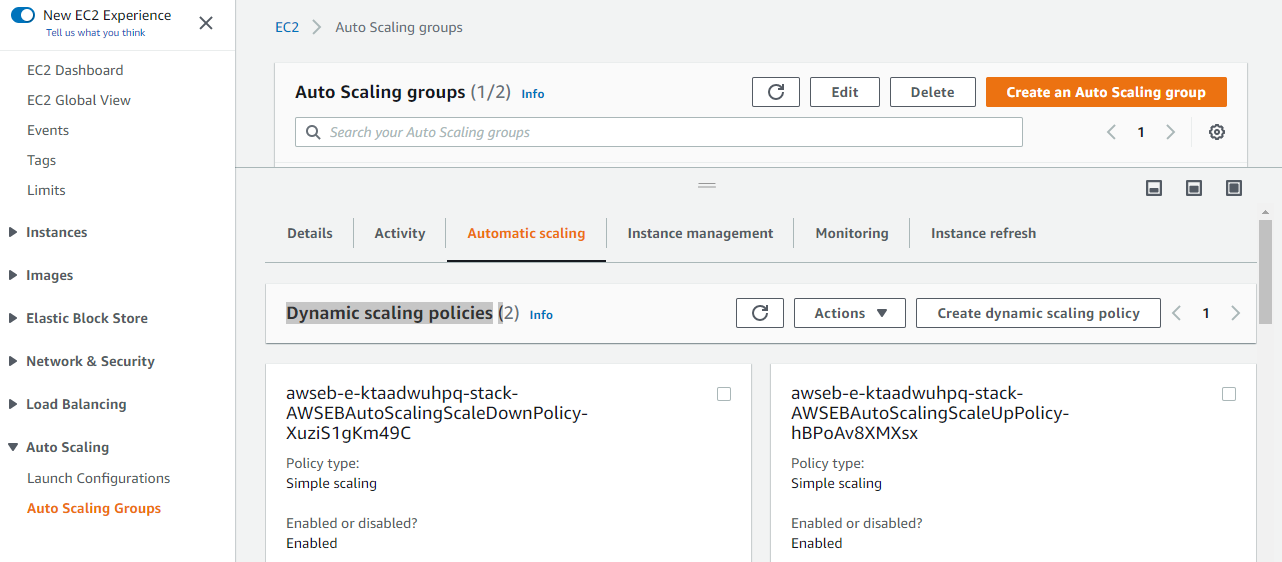 New EC2 Experience
Tell us what you think
EC2 Dashboard
EC2 Global View
Events
Tags
Limits
Instances
Images
Elastic Block Store
Network & Security
Load Balancing
Auto Scaling
Launch Configurations
Auto Scaling Groups
EC2 > Auto Scaling groups
Auto Scaling groups (1/2) Info
Edit
Delete
Create an Auto Scaling group
Search your Auto Scaling groups
1
Details
Activity
Automatic scaling
Instance management
Monitoring
Instance refresh
Dynamic scaling policies (2) Info
Actions
Create dynamic scaling policy
1
awseb-e-ktaadwuhpq-stack-
AWSEBAutoScalingScaleDownPolicy-
XuziS1gKm49C
Policy type:
Simple scaling
Enabled or disabled?
Enabled
awseb-e-ktaadwuhpq-stack-
AWSEBAutoScalingScaleUpPolicy-
hBPoAv8XMXsx
Policy type:
Simple scaling
Enabled or disabled?
Enabled